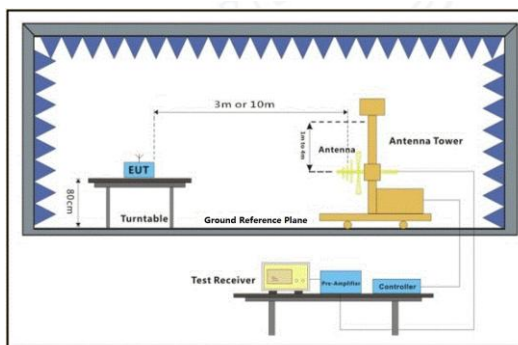 3m or 10m
1m to 4m
Antenna
Antenna Tower
EUT
80cm
Turntable
Ground Reference Plane
Test Receiver
Pre-Amplifier
Controller